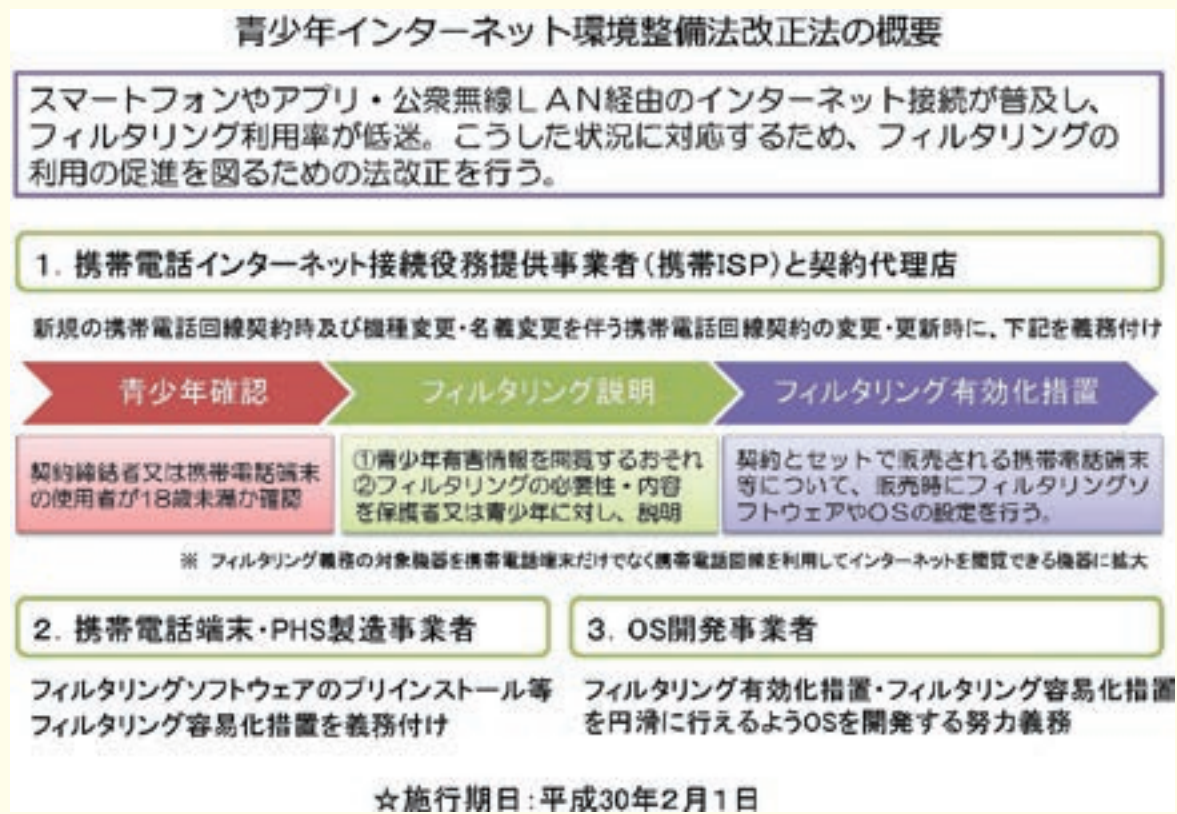 青少年インターネット環境整備法改正法の概要
スマートフォンやアプリ・公衆無線LAN経由のインターネット接続が普及し、
フィルタリング利用率が低迷。こうした状況に対応するため、フィルタリングの
利用の促進を図るための法改正を行う。
1. 携帯電話インターネット接続役務提供事業者(携帯ISP)と契約代理店
新規の携帯電話回線契約時及び機種変更・名義変更を伴う携帯電話回線契約の変更・更新時に、下記を義務付け
青少年確認
フィルタリング説明
フィルタリング有効化措置
契約締結者又は携帯電話端末
の使用者が18歳未満か確認
①青少年有害情報を閲覧するおそれ
②フィルタリングの必要性・内容
を保護者又は青少年に対し、説明
契約とセットで販売される携帯電話端末
等について、販売時にフィルタリングソ
フトウェアやOSの設定を行う。
※ フィルタリング義務の対象機器を携帯電話端末だけでなく携帯電話回線を利用してインターネットを閲覧できる機器に拡大
2. 携帯電話端末・PHS製造事業者
フィルタリングソフトウェアのプリインストール等
フィルタリング容易化措置を義務付け
3. OS開発事業者
フィルタリング有効化措置・フィルタリング容易化措置
を円滑に行えるようOSを開発する努力義務
☆施行期日:平成30年2月1日